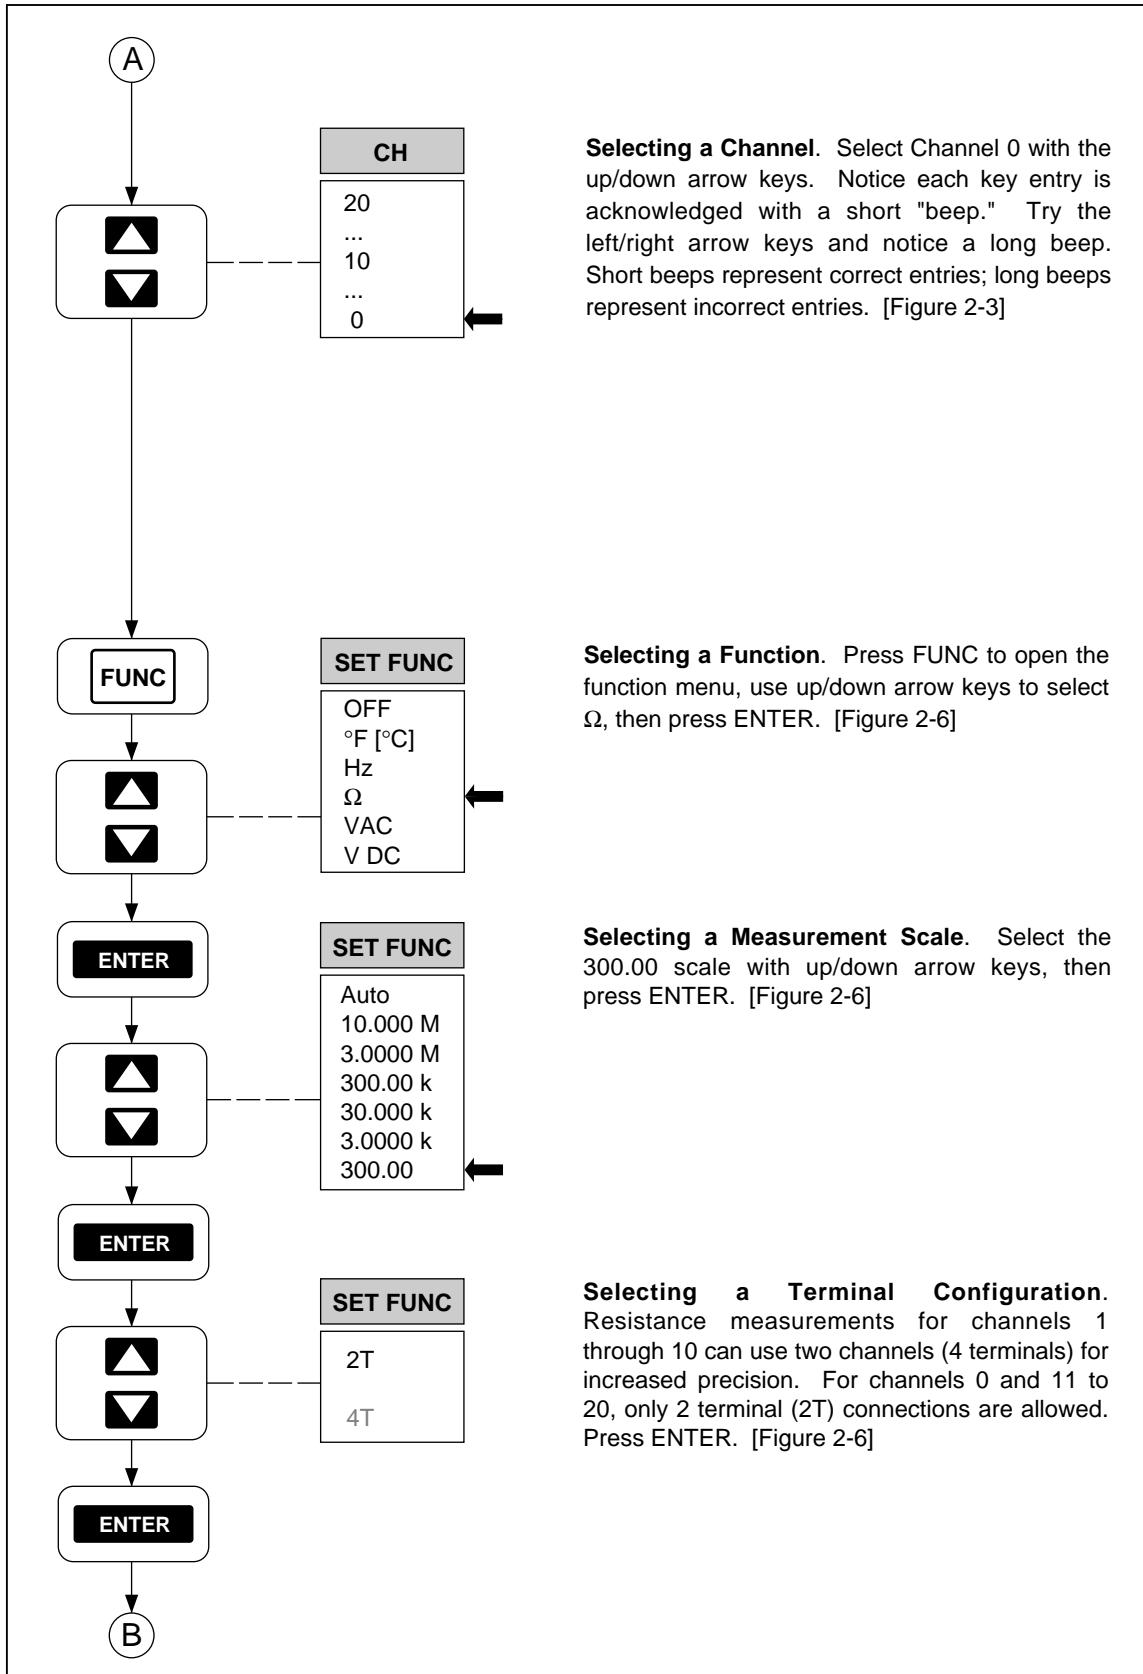 A
CH
20
...
10
...
0
Selecting a Channel. Select Channel 0 with the
up/down arrow keys. Notice each key entry is
acknowledged with a short "beep." Try the
left/right arrow keys and notice a long beep.
Short beeps represent correct entries; long beeps
represent incorrect entries. [Figure 2-3]
FUNC
SET FUNC
OFF
°F [°C]
Hz
Ω
VAC
V DC
Selecting a Function. Press FUNC to open the
function menu, use up/down arrow keys to select
Ω, then press ENTER. [Figure 2-6]
ENTER
SET FUNC
Auto
10.000 M
3.0000 M
300.00 k
30.000 k
3.0000 k
300.00
Selecting a Measurement Scale. Select the
300.00 scale with up/down arrow keys, then
press ENTER. [Figure 2-6]
ENTER
SET FUNC
2T
4T
Selecting a Terminal Configuration.
Resistance measurements for channels 1
through 10 can use two channels (4 terminals) for
increased precision. For channels 0 and 11 to
20, only 2 terminal (2T) connections are allowed.
Press ENTER. [Figure 2-6]
ENTER
B